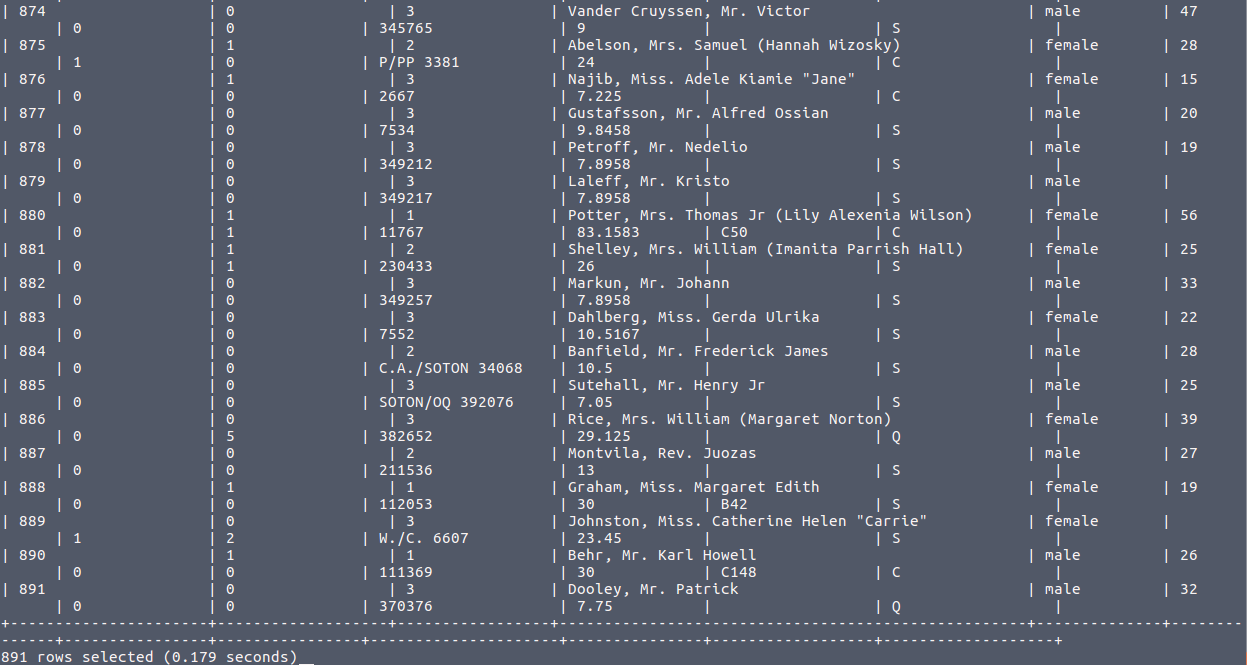 | 874 | 0 | 3 | Vander Cruyssen, Mr. Victor | male | 47
| 0 | 0 | 345765 | 9 | | S |
| 875 | 1 | 2 | Abelson, Mrs. Samuel (Hannah Wizosky) | female | 28
| 1 | 0 | P/PP 3381 | 24 | | C |
| 876 | 1 | 3 | Najib, Miss. Adele Kiamie "Jane" | female | 15
| 0 | 0 | 2667 | 7.225 | | C |
| 877 | 0 | 3 | Gustafsson, Mr. Alfred Ossian | male | 20
| 0 | 0 | 7534 | 9.8458 | | S |
| 878 | 0 | 3 | Petroff, Mr. Nedelio | male | 19
| 0 | 0 | 349212 | 7.8958 | | S |
| 879 | 0 | 3 | Laleff, Mr. Kristo | male |
| 0 | 0 | 349217 | 7.8958 | | S |
| 880 | 1 | 1 | Potter, Mrs. Thomas Jr (Lily Alexenia Wilson) | female | 56
| 0 | 1 | 11767 | 83.1583 | C50 | C |
| 881 | 1 | 2 | Shelley, Mrs. William (Imanita Parrish Hall) | female | 25
| 0 | 1 | 230433 | 26 | | S |
| 882 | 0 | 3 | Markun, Mr. Johann | male | 33
| 0 | 0 | 349257 | 7.8958 | | S |
| 883 | 0 | 3 | Dahlberg, Miss. Gerda Ulrika | female | 22
| 0 | 0 | 7552 | 10.5167 | | S |
| 884 | 0 | 2 | Banfield, Mr. Frederick James | male | 28
| 0 | 0 | C.A./SOTON 34068 | 10.5 | | S |
| 885 | 0 | 3 | Sutehall, Mr. Henry Jr | male | 25
| 0 | 0 | SOTON/OQ 392076 | 7.05 | | S |
| 886 | 0 | 3 | Rice, Mrs. William (Margaret Norton) | female | 39
| 0 | 5 | 382652 | 29.125 | | Q |
| 887 | 0 | 2 | Montvila, Rev. Juozas | male | 27
| 0 | 0 | 211536 | 13 | | S |
| 888 | 1 | 1 | Graham, Miss. Margaret Edith | female | 19
| 0 | 0 | 112053 | 30 | B42 | S |
| 889 | 0 | 3 | Johnston, Miss. Catherine Helen "Carrie" | female |
| 1 | 2 | W./C. 6607 | 23.45 | | S |
| 890 | 1 | 1 | Behr, Mr. Karl Howell | male | 26
| 0 | 0 | 111369 | 30 | C148 | C |
| 891 | 0 | 3 | Dooley, Mr. Patrick | male | 32
| 0 | 0 | 370376 | 7.75 | | Q |
+----------------------+-------------------+-----------------+----------------------------------------------------+--------------+--------
------+----------------+----------------+---------------------+---------------+------------------+-------------------+
891 rows selected (0.179 seconds)